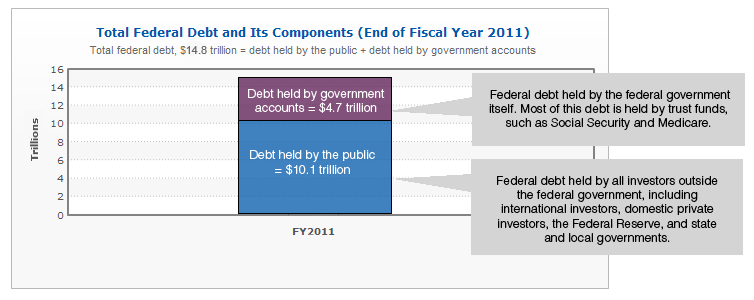 Total Federal Debt and Its Components (End of Fiscal Year 2011)
Total federal debt, $14.8 trillion = debt held by the public + debt held by government accounts
Trillions
16
14
12
10
8
6
4
2
0
Debt held by government
accounts = $4.7 trillion
Debt held by the public
= $10.1 trillion
FY2011
Federal debt held by the federal government
itself. Most of this debt is held by trust funds,
such as Social Security and Medicare.
Federal debt held by all investors outside
the federal government, including
international investors, domestic private
investors, the Federal Reserve, and state
and local governments.